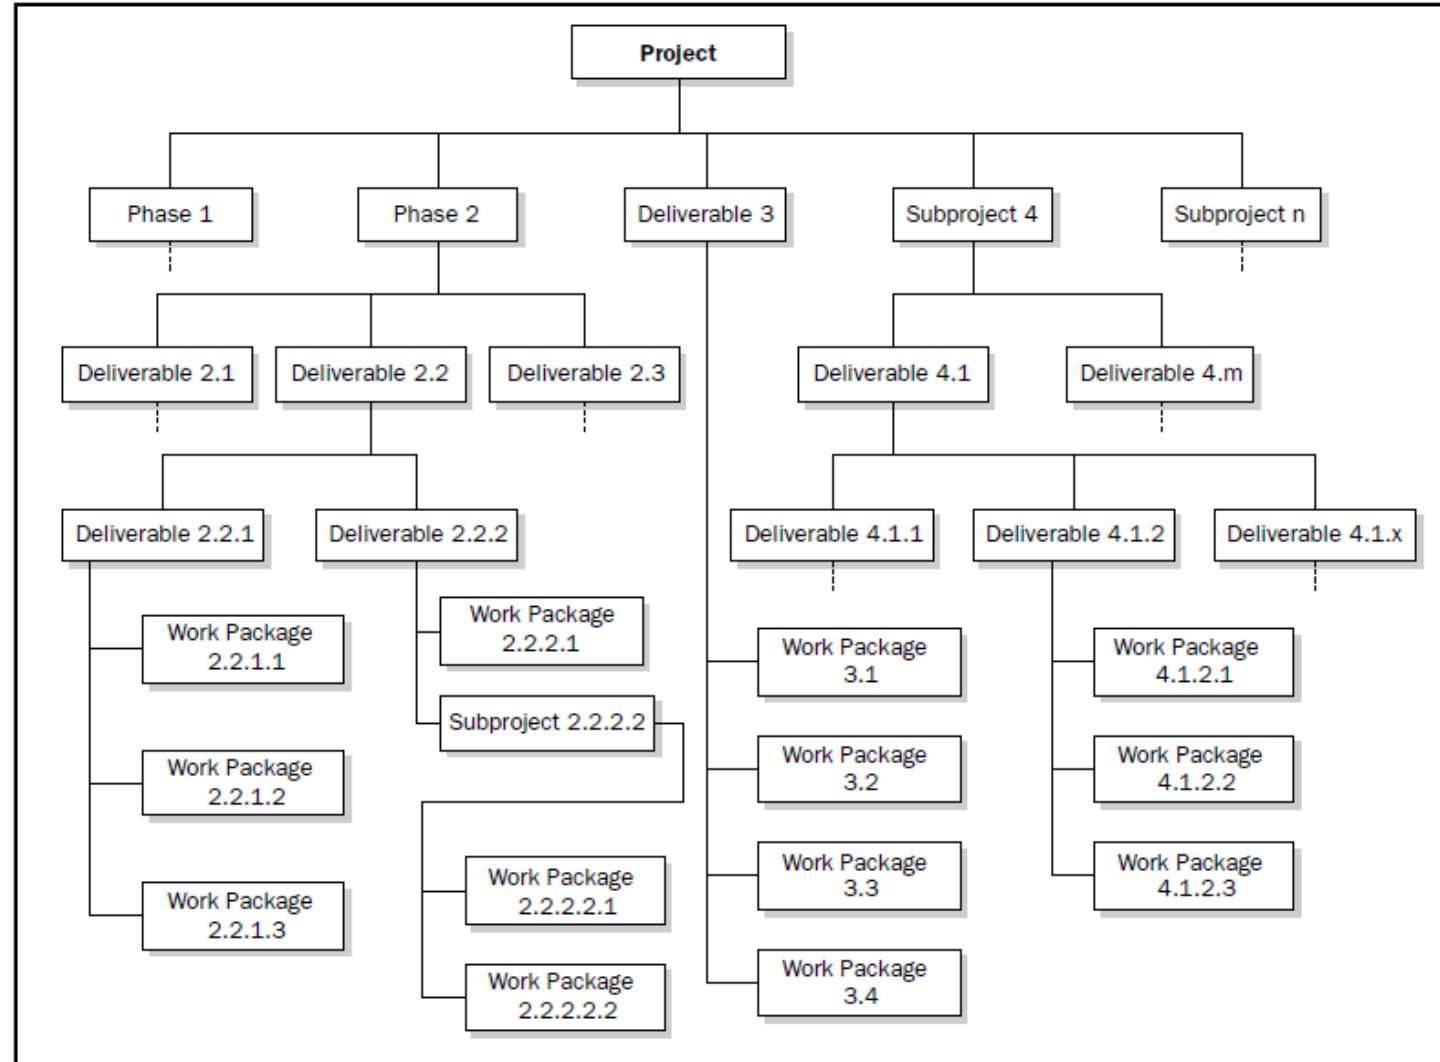 Project
Phase 1
Phase 2
Deliverable 3
Subproject 4
Subproject n
Deliverable 2.1
Deliverable 2.2
Deliverable 2.3
Deliverable 4.1
Deliverable 4.m
Deliverable 2.2.1
Deliverable 2.2.2
Deliverable 4.1.1
Deliverable 4.1.2
Deliverable 4.1.x
Work Package
2.2.1.1
Work Package
2.2.1.2
Work Package
2.2.1.3
Work Package
2.2.2.1
Subproject 2.2.2.2
Work Package
2.2.2.2.1
Work Package
2.2.2.2.2
Work Package
3.1
Work Package
3.2
Work Package
3.3
Work Package
3.4
Work Package
4.1.2.1
Work Package
4.1.2.2
Work Package
4.1.2.3